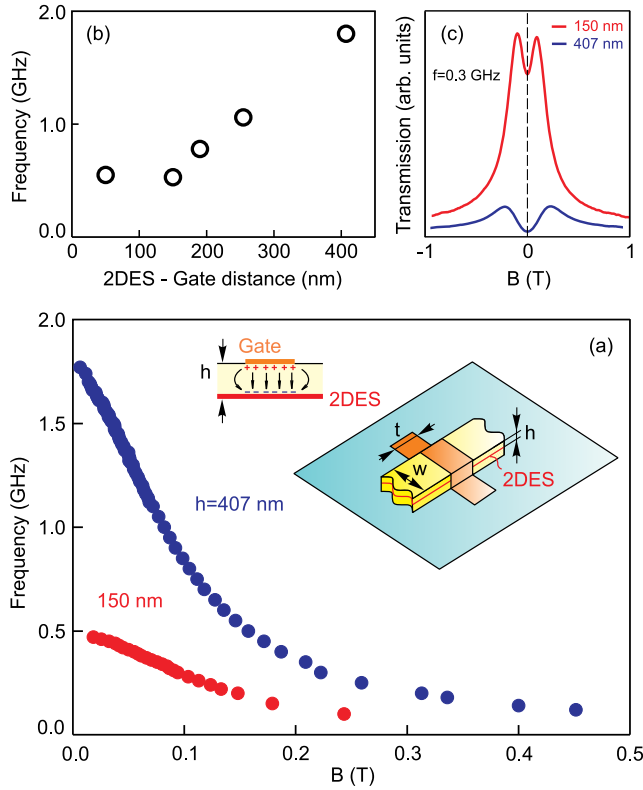 2.0
(b)
Frequency (GHz)
1.0
0.0
0
100
200
300
400
2DES - Gate distance (nm)
(c)
150 nm
407 nm
f=0.3 GHz
Transmission (arb. units)
-1
0
1
B (T)
2.0
(a)
Gate
++++++
h
2DES
t
w
h
2DES
1.5
h=407 nm
Frequency (GHz)
1.0
150 nm
0.5
0.0
0.0
0.1
0.2
0.3
0.4
0.5
B (T)